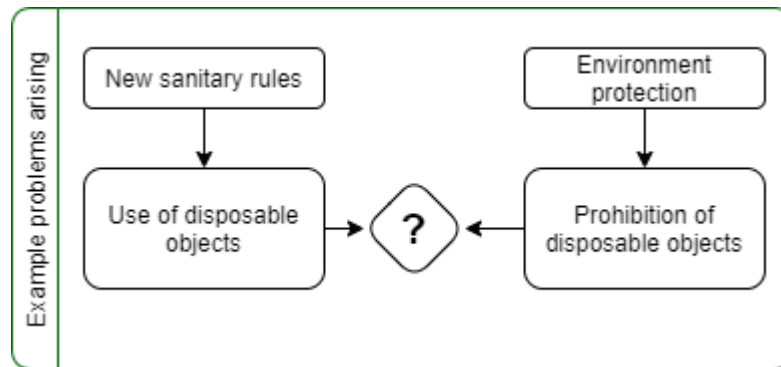 Example problems arising
New sanitary rules
Environment
protection
Use of disposable
objects
?
Prohibition of
disposable objects